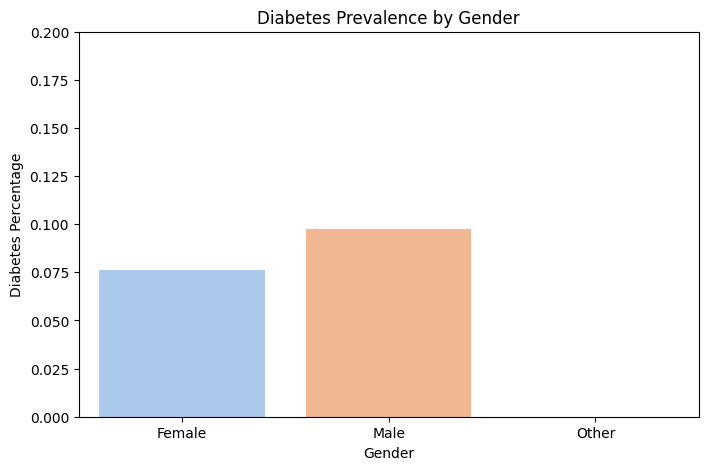 Diabetes Prevalence by Gender
Diabetes Percentage
0.200
0.175
0.150
0.125
0.100
0.075
0.050
0.025
0.000
Female Male Other
Gender